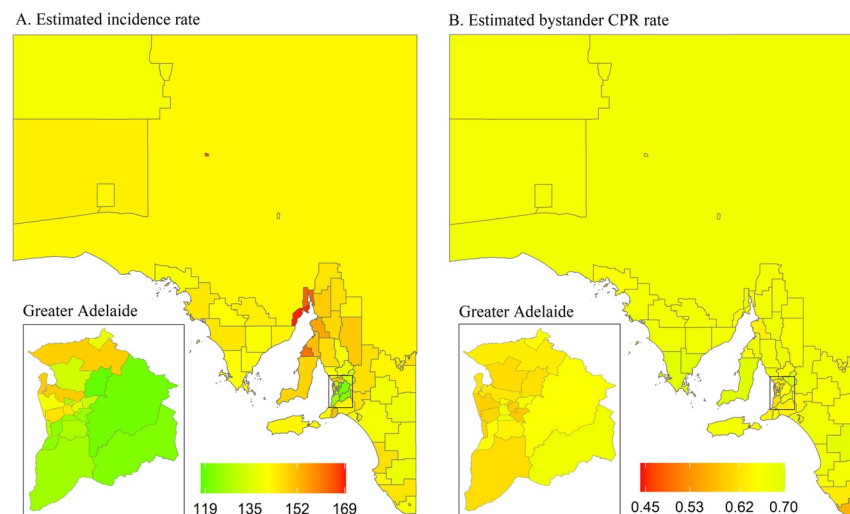 A. Estimated incidence rate
B. Estimated bystander CPR rate
Greater Adelaide
Greater Adelaide
119 135 152 169
0.45 0.53 0.62 0.70